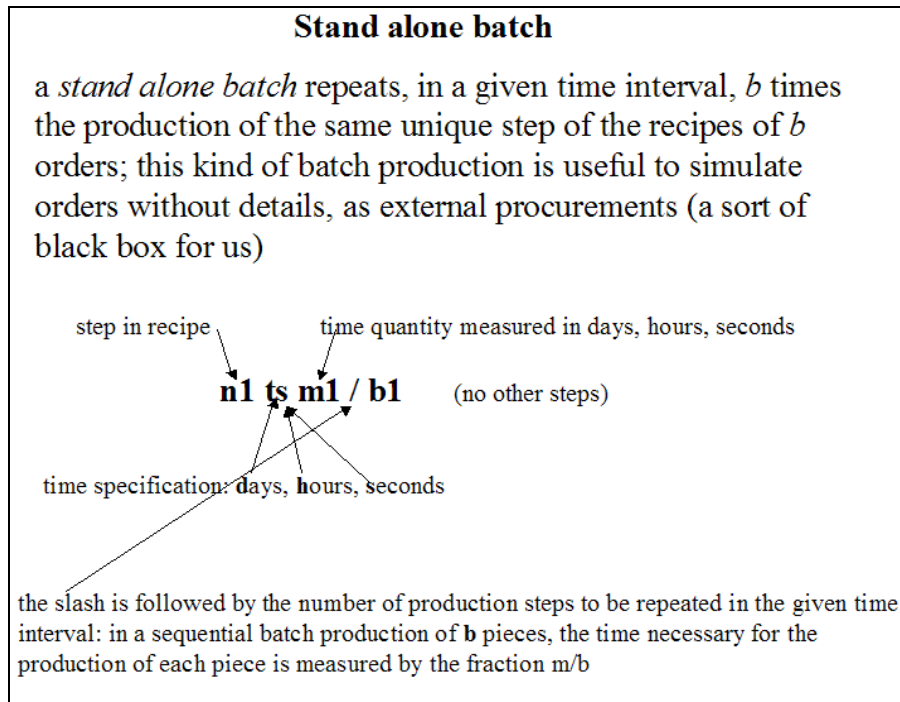 Stand alone batch
a stand alone batch repeats, in a given time interval, b times
the production of the same unique step of the recipes of b
orders; this kind of batch production is useful to simulate
orders without details, as external procurements (a sort of
black box for us)
step in recipe
time quantity measured in days, hours, seconds
n1 ts m1 / b1 (no other steps)
time specification: days, hours, seconds
the slash is followed by the number of production steps to be repeated in the given time
interval: in a sequential batch production of b pieces, the time necessary for the
production of each piece is measured by the fraction m/b